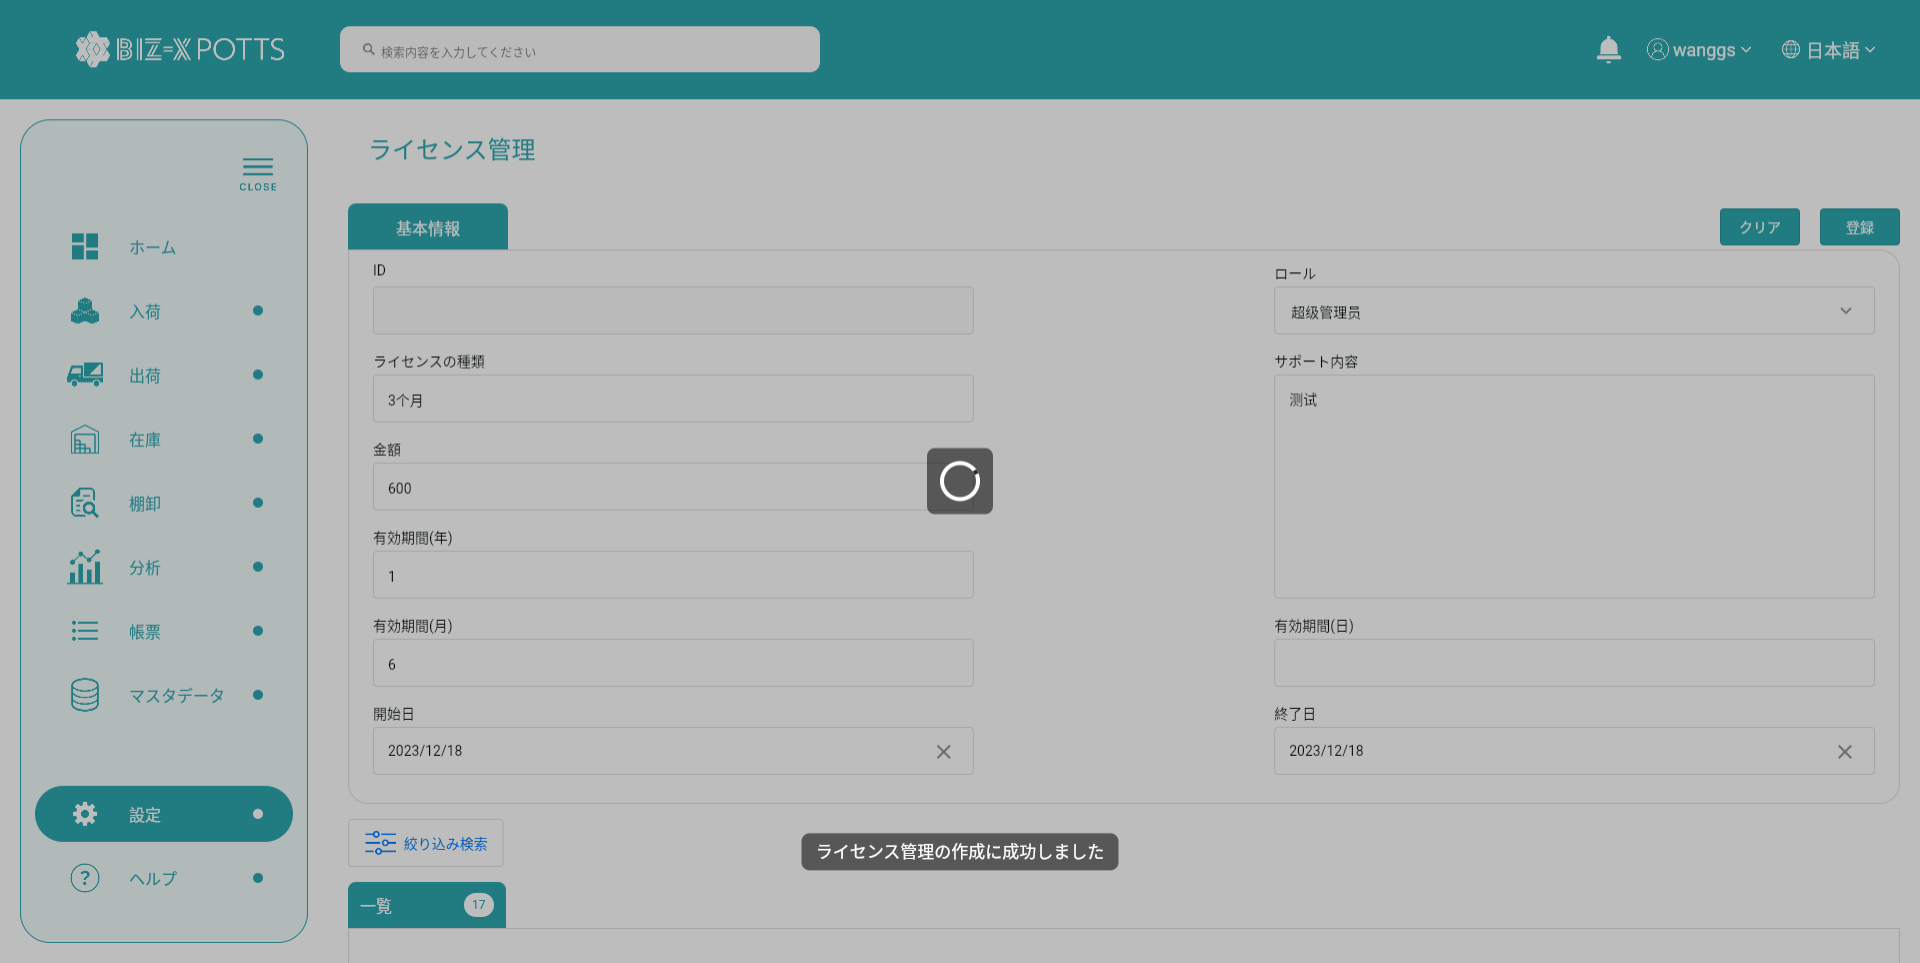 BIZ=X POTTS
検索内容を入力してください
wanggs
日本語
CLOSE
ホーム
入荷
出荷
在庫
棚卸
分析
帳票
マスタデータ
設定
ヘルプ
ライセンス管理
基本情報
クリア
登録
ID
ロール
超级管理员
ライセンスの種類
3个月
サポート内容
测试
金額
600
有効期間(年)
1
有効期間(月)
6
有効期間(日)
開始日
2023/12/18
終了日
2023/12/18
絞り込み検索
ライセンス管理の作成に成功しました
一覧
17